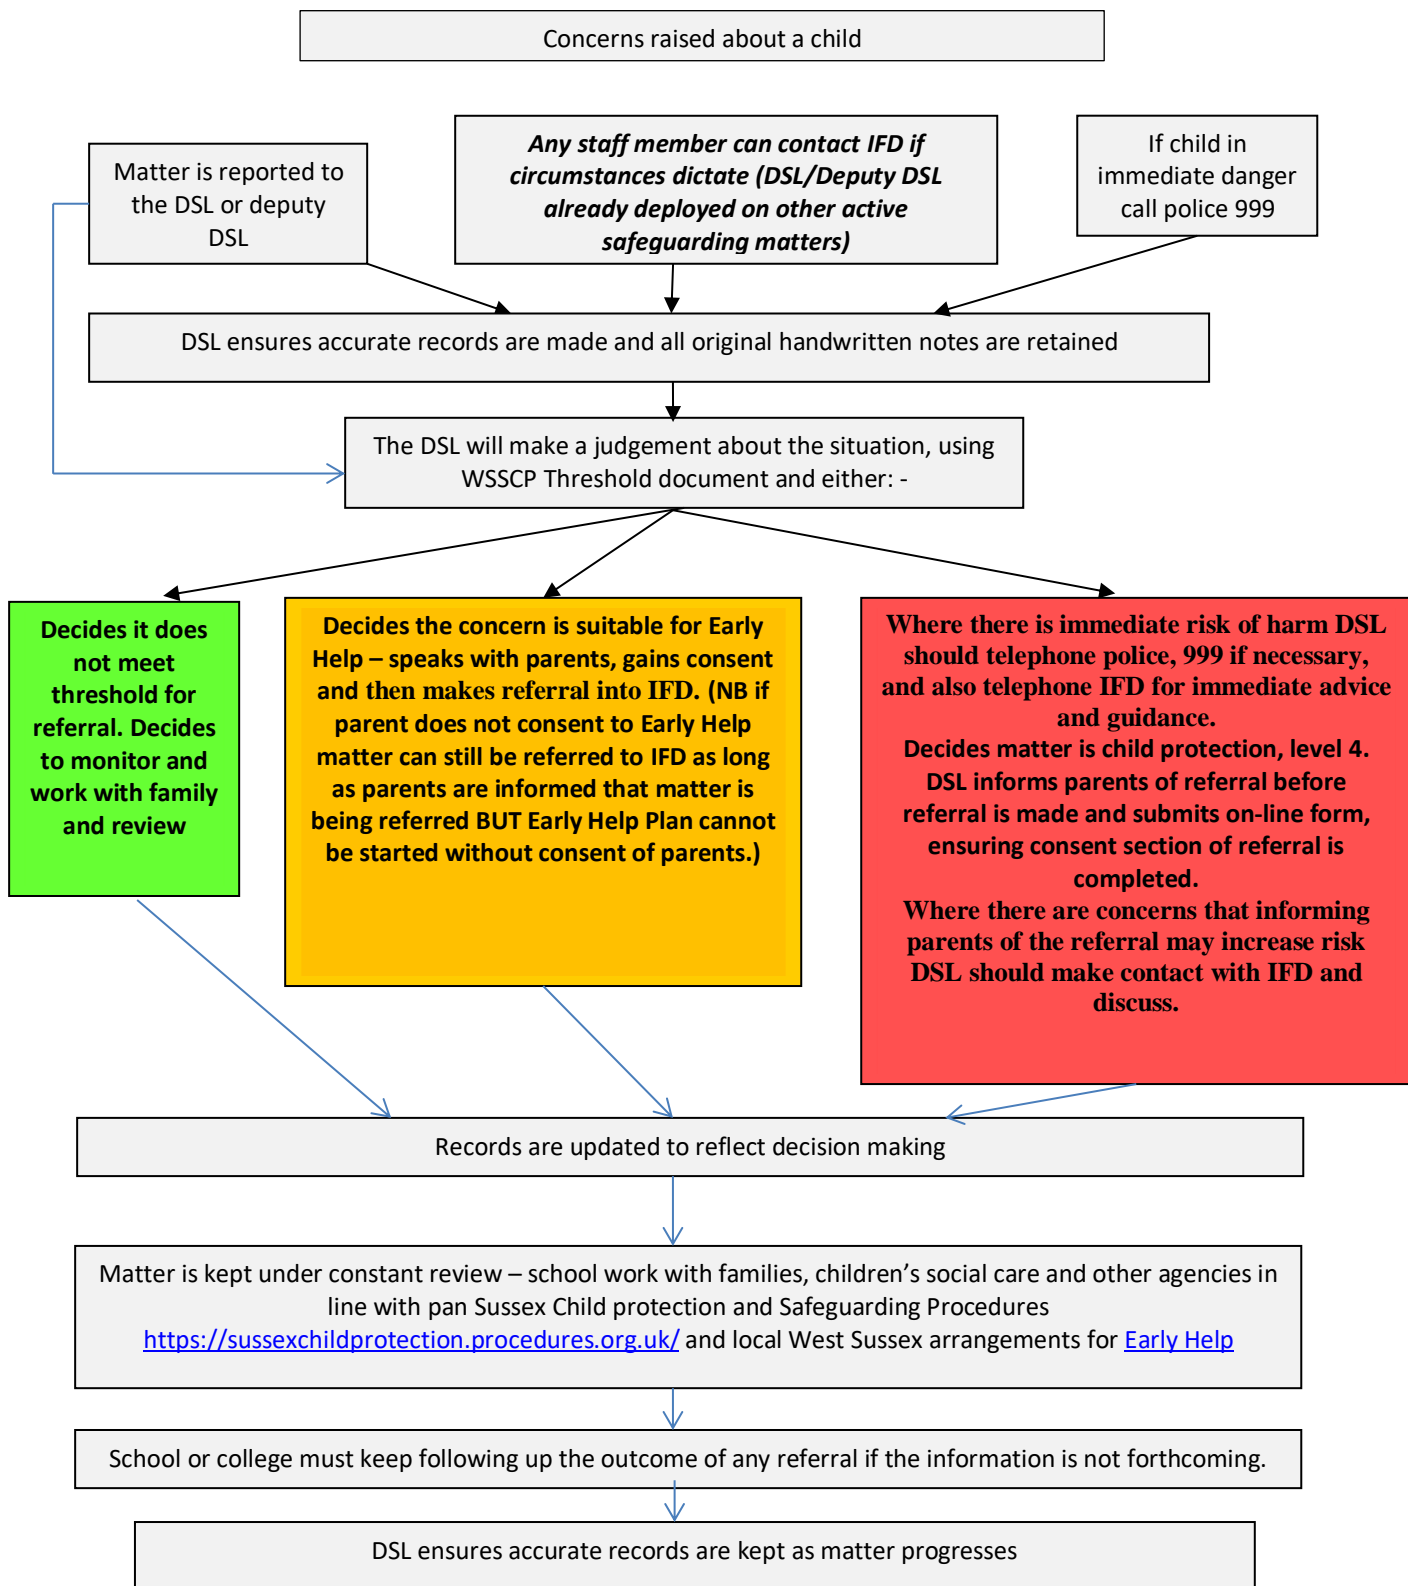 Concerns raised about a child
Matter is reported to
the DSL or deputy
DSL
Any staff member can contact IFD if
circumstances dictate (DSL/Deputy DSL
already deployed on other active
safeguarding matters)
If child in
immediate danger
call police 999
DSL ensures accurate records are made and all original handwritten notes are retained
The DSL will make a judgement about the situation, using
WSSCP Threshold document and either: -
Decides it does
not meet
threshold for
referral. Decides
to monitor and
work with family
and review
Decides the concern is suitable for Early
Help – speaks with parents, gains consent
and then makes referral into IFD. (NB if
parent does not consent to Early Help
matter can still be referred to IFD as long
as parents are informed that matter is
being referred BUT Early Help Plan cannot
be started without consent of parents.)
Where there is immediate risk of harm DSL
should telephone police, 999 if necessary,
and also telephone IFD for immediate advice
and guidance.
Decides matter is child protection, level 4.
DSL informs parents of referral before
referral is made and submits on-line form,
ensuring consent section of referral is
completed.
Where there are concerns that informing
parents of the referral may increase risk
DSL should make contact with IFD and
discuss.
Records are updated to reflect decision making
Matter is kept under constant review – school work with families, children’s social care and other agencies in
line with pan Sussex Child protection and Safeguarding Procedures
https://sussexchildprotection.procedures.org.uk/ and local West Sussex arrangements for Early Help
School or college must keep following up the outcome of any referral if the information is not forthcoming.
DSL ensures accurate records are kept as matter progresses